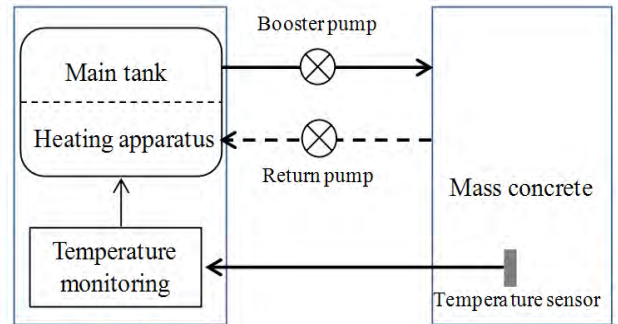 Booster pump
Main tank
Heating apparatus
Return pump
Mass concrete
Temperature
monitoring
Temperature sensor